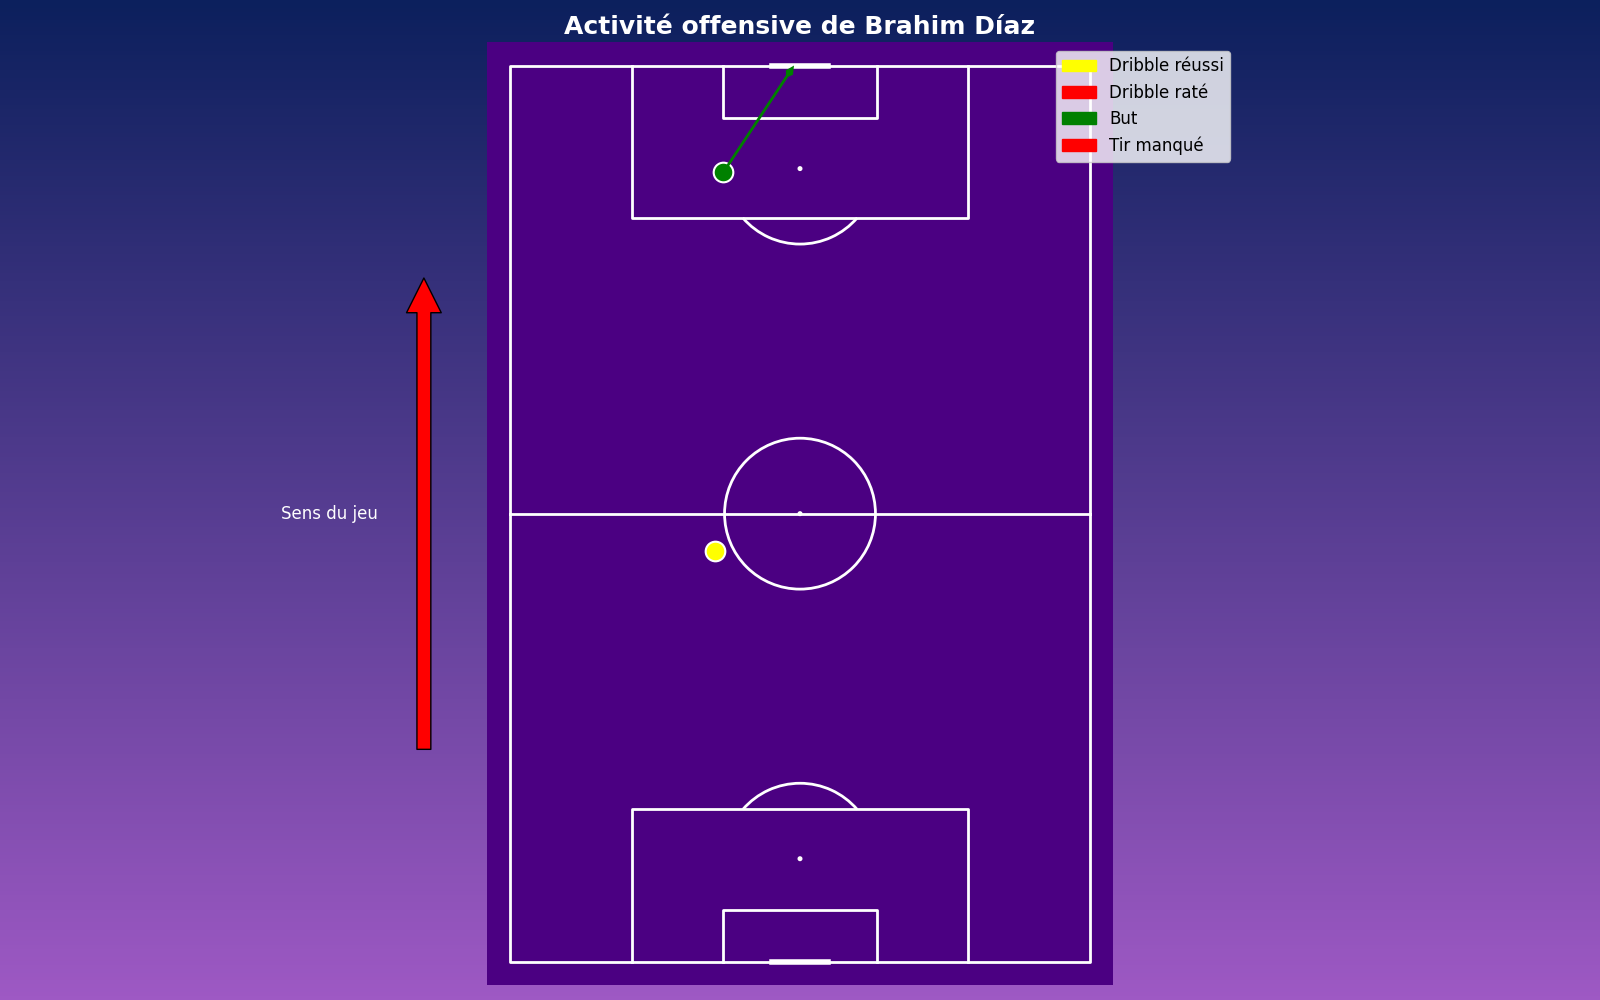 Activité offensive de Brahim Díaz
Dribble réussi
Dribble raté
But
Tir manqué
Sens du jeu